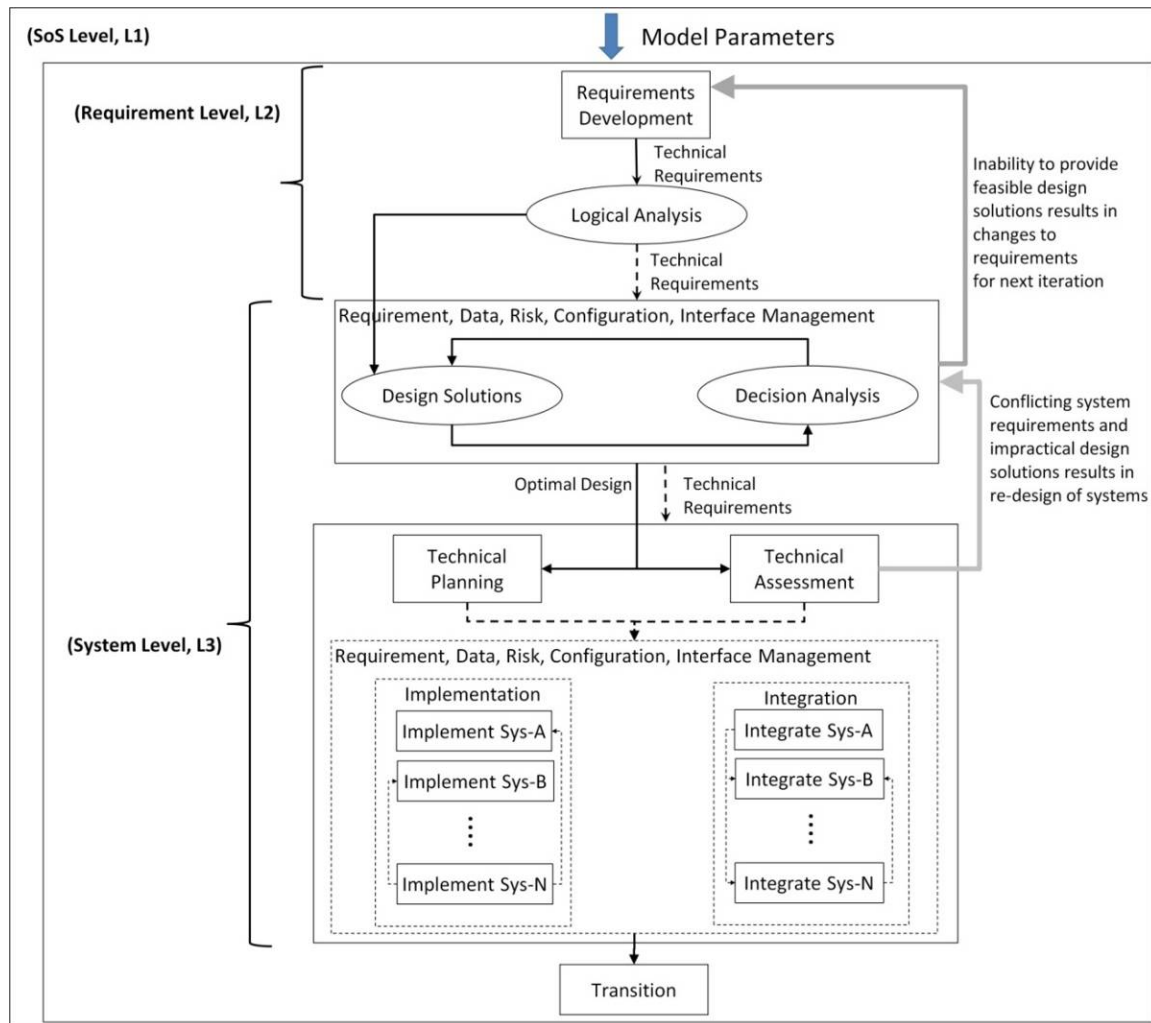 (SoS Level, L1)
Model Parameters
(Requirement Level, L2)
Requirements
Development
Technical
Requirements
Inability to provide
feasible design
solutions results in
changes to
requirements
for next iteration
Logical Analysis
Technical
Requirements
Requirement, Data, Risk, Configuration, Interface Management
Design Solutions
Decision Analysis
Conflicting system
requirements and
impractical design
solutions results in
re-design of systems
Optimal Design
Technical
Requirements
(System Level, L3)
Technical
Planning
Technical
Assessment
Requirement, Data, Risk, Configuration, Interface Management
Implementation
Implement Sys-A
Implement Sys-B
Implement Sys-N
Integration
Integrate Sys-A
Integrate Sys-B
Integrate Sys-N
Transition